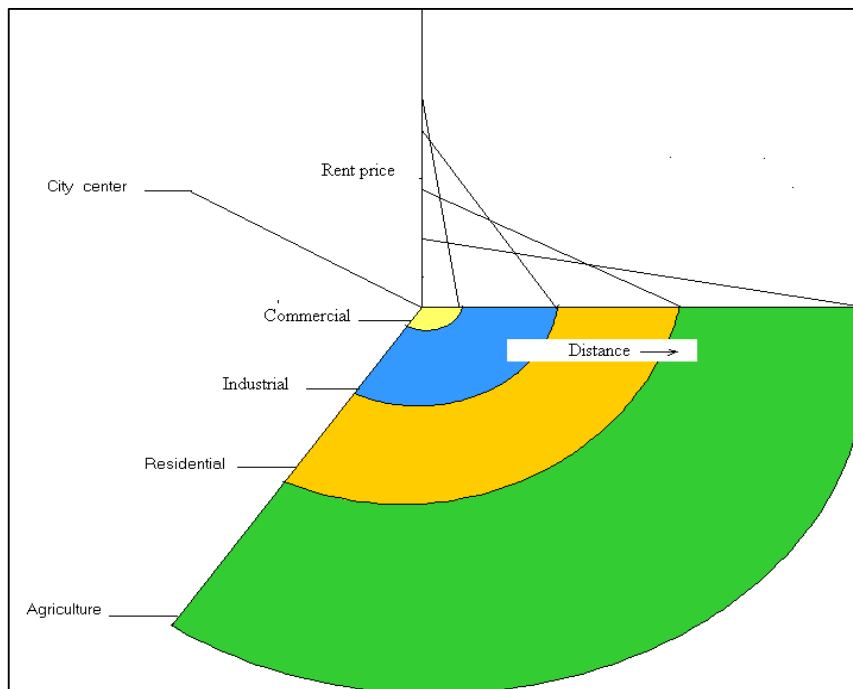 Rent price
City center
Commercial
Distance
Industrial
Residential
Agriculture